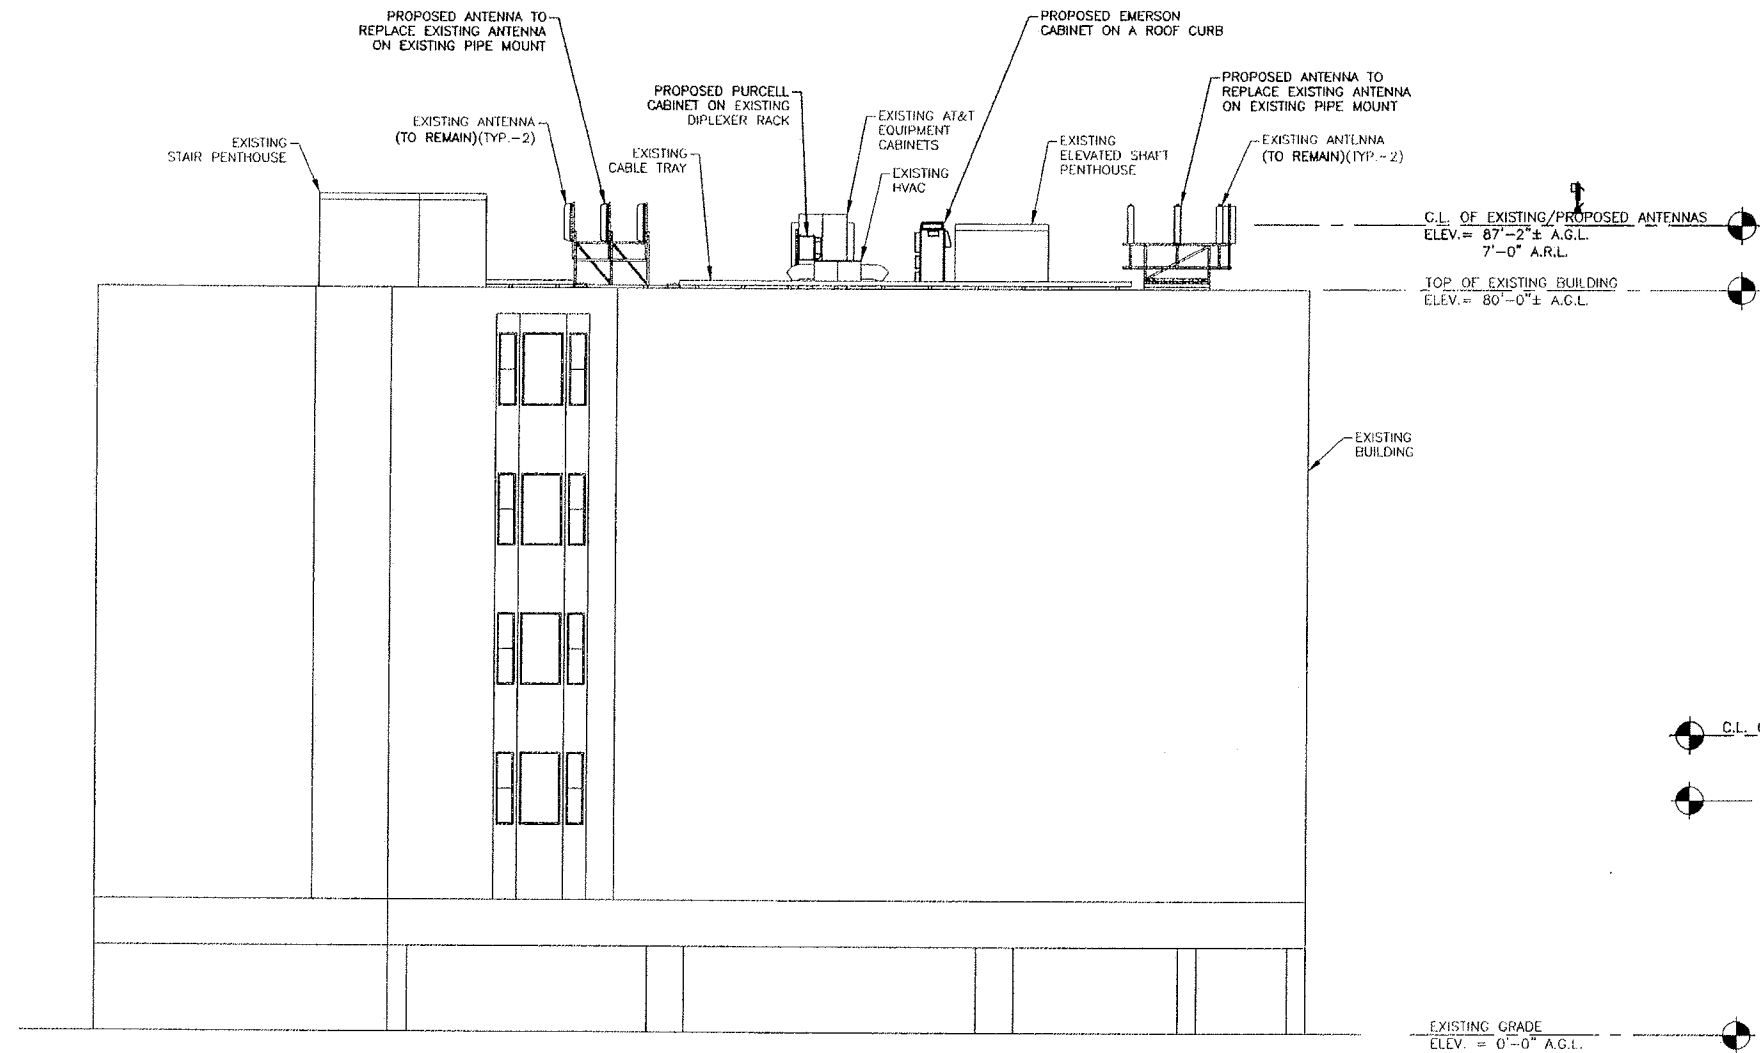 PROPOSED ANTENNA TO
REPLACE EXISTING ANTENNA
ON EXISTING PIPE MOUNT
PROPOSED EMERSON
CABINET ON A ROOF CURB
PROPOSED PURCELL
CABINET ON EXISTING
DIPLEXER RACK
PROPOSED ANTENNA TO
REPLACE EXISTING ANTENNA
ON EXISTING PIPE MOUNT
EXISTING ANTENNA
(TO REMAIN)(TYP.-2)
EXISTING AT&T
EQUIPMENT
CABINETS
EXISTING
STAIR PENTHOUSE
EXISTING
CABLE TRAY
EXISTING
HVAC
EXISTING
ELEVATED SHAFT
PENTHOUSE
EXISTING ANTENNA
(TO REMAIN)(TYP.-2)
C.L. OF EXISTING/PROPOSED ANTENNAS
ELEV.= 87'-2"± A.G.L.
7'-0" A.R.L.
TOP OF EXISTING BUILDING
ELEV.= 80'-0"± A.G.L.
EXISTING
BUILDING
C.L.
EXISTING GRADE
ELEV. = 0'-0" A.G.L.